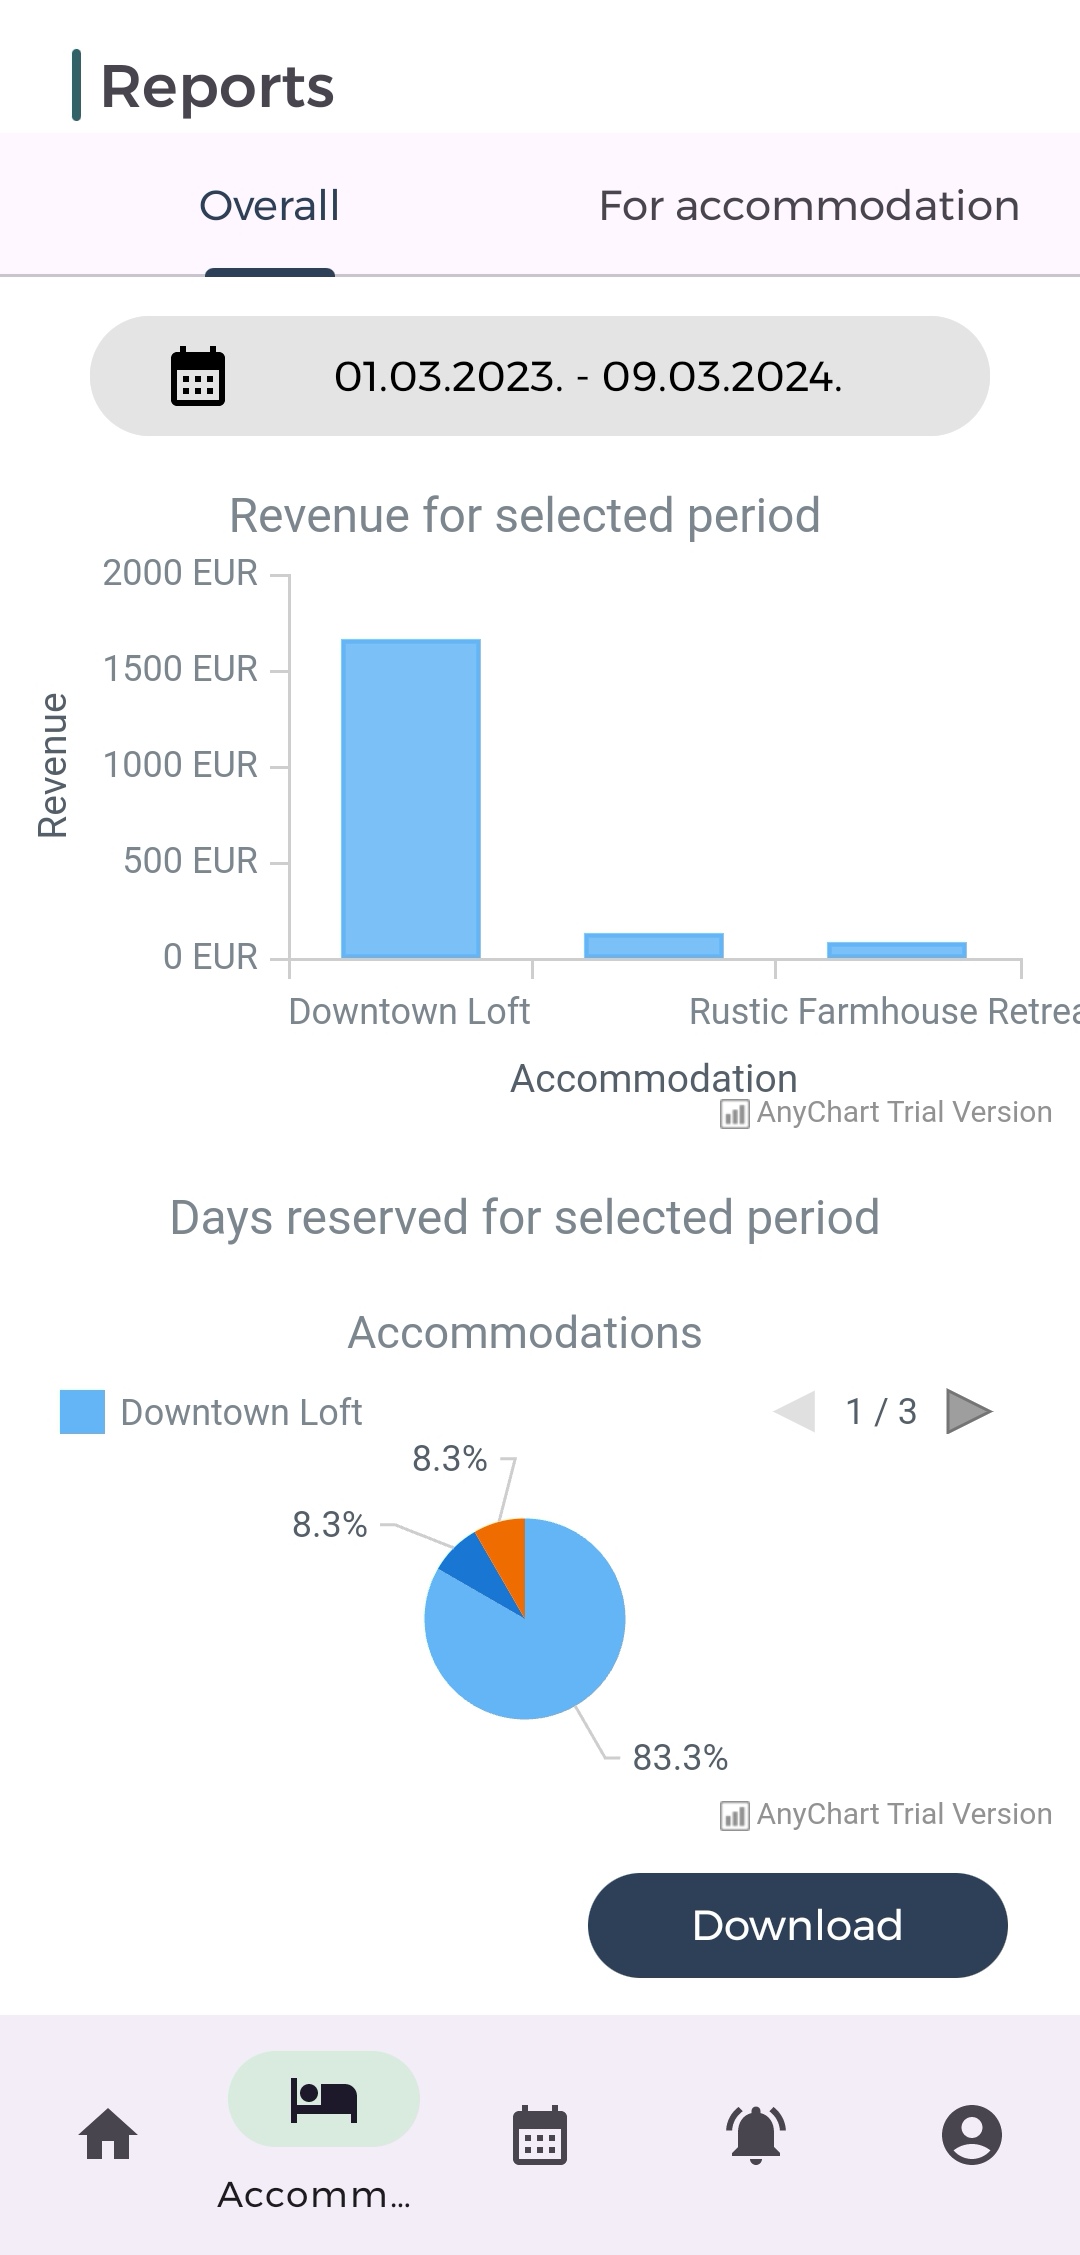 Reports
Overall
For accommodation
01.03.2023. - 09.03.2024.
Revenue for selected period
2000 EUR
1500 EUR
1000 EUR
500 EUR
0 EUR
Revenue
Downtown Loft
Rustic Farmhouse Retrea
Accommodation
AnyChart Trial Version
Days reserved for selected period
Accommodations
Downtown Loft
1 / 3
8.3%
8.3%
83.3%
AnyChart Trial Version
Download
Accomm...